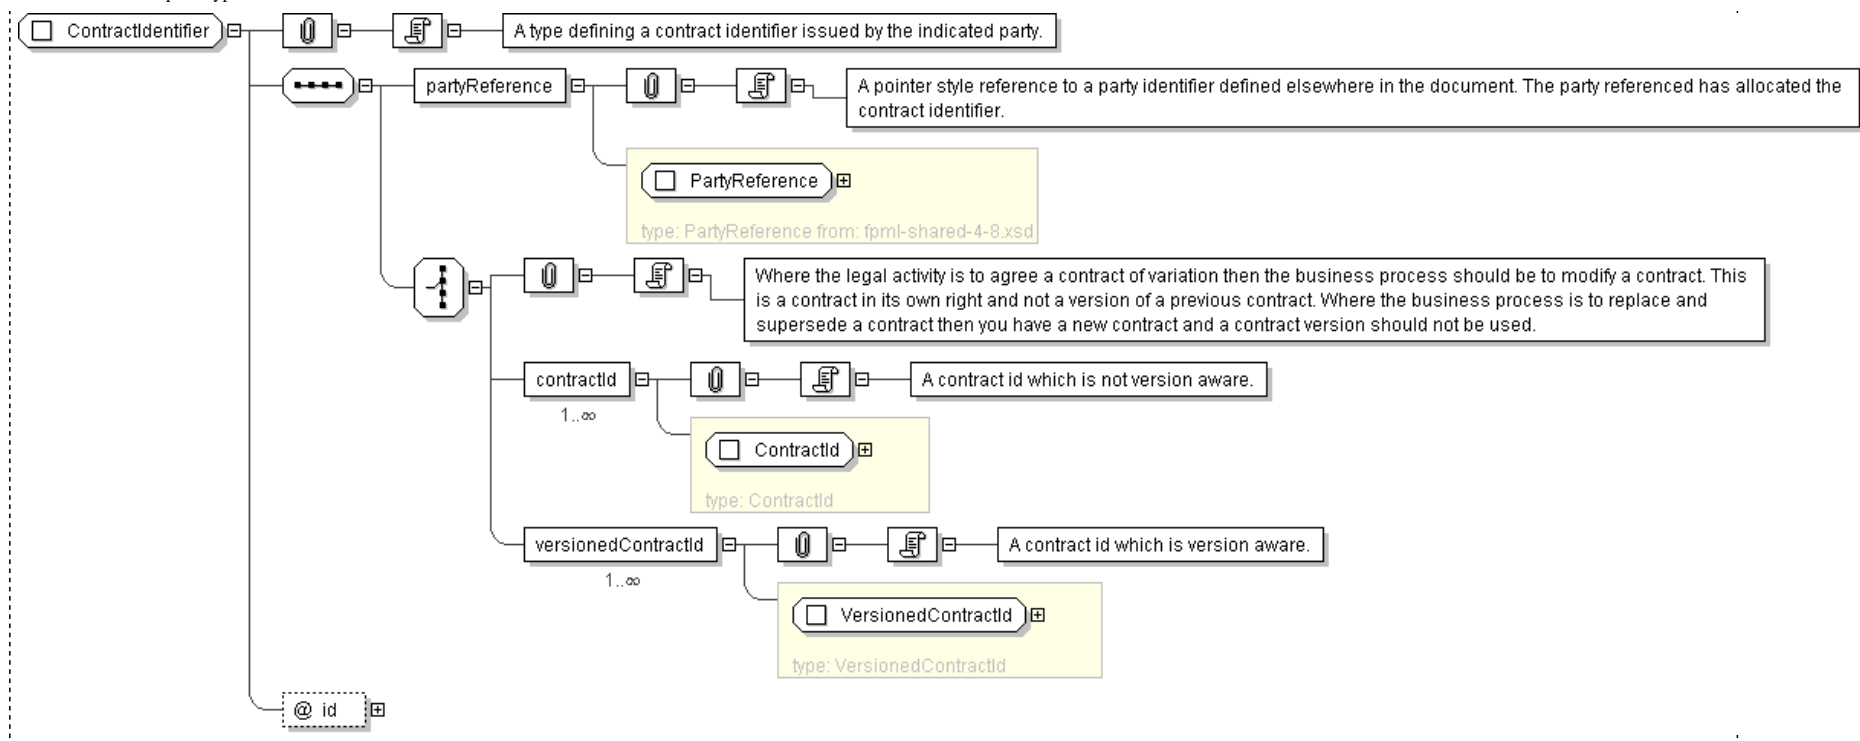 ContractIdentifier
A type defining a contract identifier issued by the indicated party.
partyReference
A pointer style reference to a party identifier defined elsewhere in the document. The party referenced has allocated the
contract identifier.
PartyReference
type: PartyReference from: fpml-shared-4-8.xsd
Where the legal activity is to agree a contract of variation then the business process should be to modify a contract. This
is a contract in its own right and not a version of a previous contract. Where the business process is to replace and
supersede a contract then you have a new contract and a contract version should not be used.
contractId
A contract id which is not version aware.
1..∞
ContractId
type: ContractId
versionedContractId
A contract id which is version aware.
1..∞
VersionedContractId
type: VersionedContractId
@ id